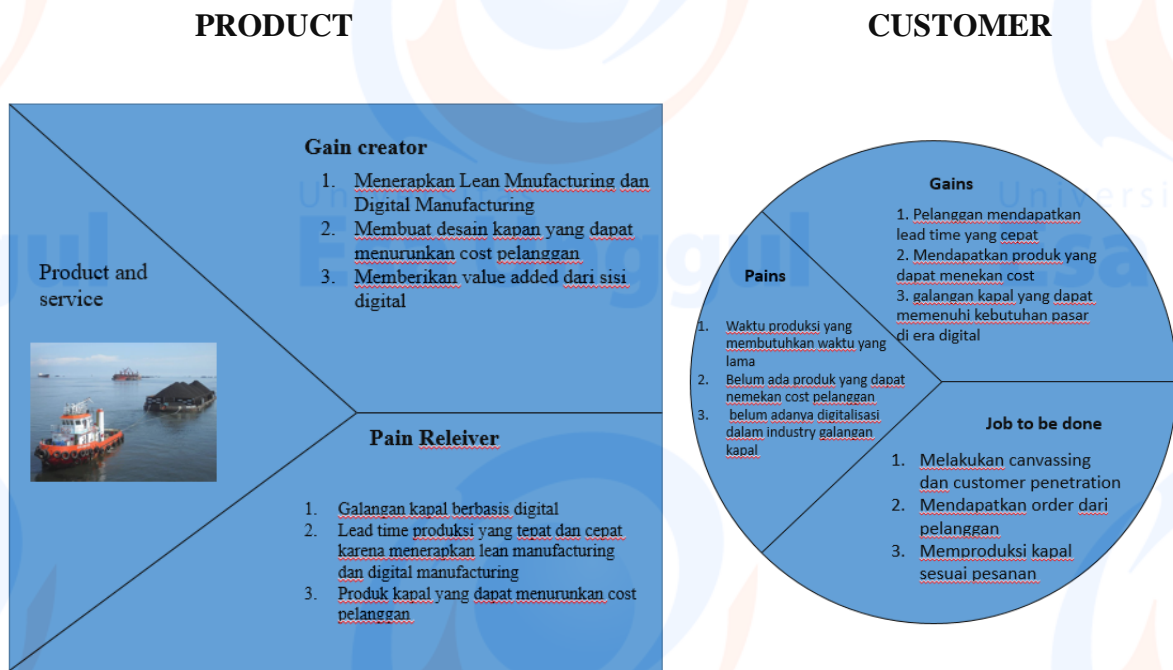 PRODUCT
CUSTOMER
Product and
service
Gain creator
1. Menerapkan Lean Mnufacturing dan
Digital Manufacturing
2. Membuat desain kapan yang dapat
menurunkan cost pelanggan
3. Memberikan value added dari sisi
digital
Pain Releiver
1. Galangan kapal berbasis digital
2. Lead time produksi yang tepat dan cepat
karena menerapkan lean manufacturing
dan digital manufacturing
3. Produk kapal yang dapat menurunkan cost
pelanggan
Gains
1. Pelanggan mendapatkan
lead time yang cepat
2. Mendapatkan produk yang
dapat menekan cost
3. galangan kapal yang dapat
memenuhi kebutuhan pasar
di era digital
Pains
1. Waktu produksi yang
membutuhkan waktu yang
lama
2. Belum ada produk yang dapat
nemekan cost pelanggan
3. belum adanya digitalisasi
dalam industry galangan
kapal
Job to be done
1. Melakukan canvassing
dan customer penetration
2. Mendapatkan order dari
pelanggan
3. Memproduksi kapal
sesuai pesanan
Universi
Esa
ggul